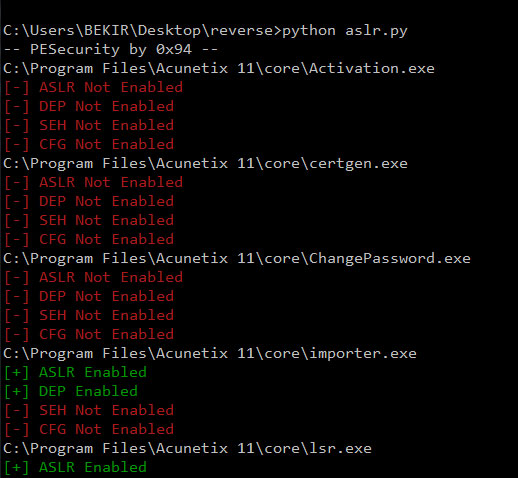 C:\Users\BEKIR\Desktop\reverse>python aslr.py
-- PESecurity by 0x94 --
C:\Program Files\Acunetix 11\core\Activation.exe
[-] ASLR Not Enabled
[-] DEP Not Enabled
[-] SEH Not Enabled
[-] CFG Not Enabled
C:\Program Files\Acunetix 11\core\certgen.exe
[-] ASLR Not Enabled
[-] DEP Not Enabled
[-] SEH Not Enabled
[-] CFG Not Enabled
C:\Program Files\Acunetix 11\core\ChangePassword.exe
[-] ASLR Not Enabled
[-] DEP Not Enabled
[-] SEH Not Enabled
[-] CFG Not Enabled
C:\Program Files\Acunetix 11\core\importer.exe
[+] ASLR Enabled
[+] DEP Enabled
[-] SEH Not Enabled
[-] CFG Not Enabled
C:\Program Files\Acunetix 11\core\lsr.exe
[+] ASLR Enabled